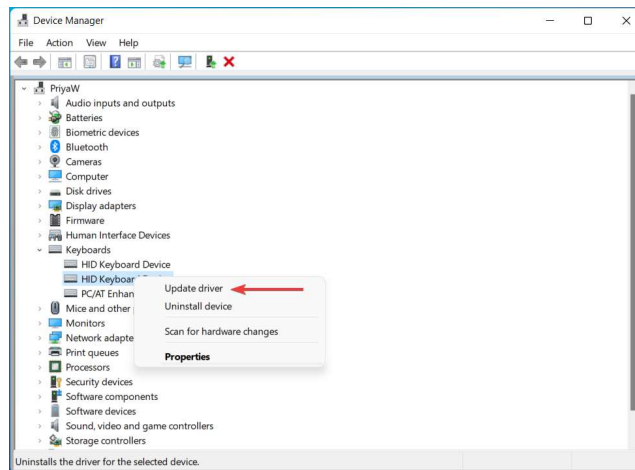 Device Manager
File Action View Help
PriyaW
Audio inputs and outputs
Batteries
Biometric devices
Bluetooth
Cameras
Computer
Disk drives
Display adapters
Firmware
Human Interface Devices
Keyboards
HID Keyboard Device
HID Keyboar
PC/AT Enhan
Mice and other
Monitors
Network adapte
Print queues
Processors
Security devices
Software components
Software devices
Sound, video and game controllers
Storage controllers
Update driver
Uninstall device
Scan for hardware changes
Properties
Uninstalls the driver for the selected device.